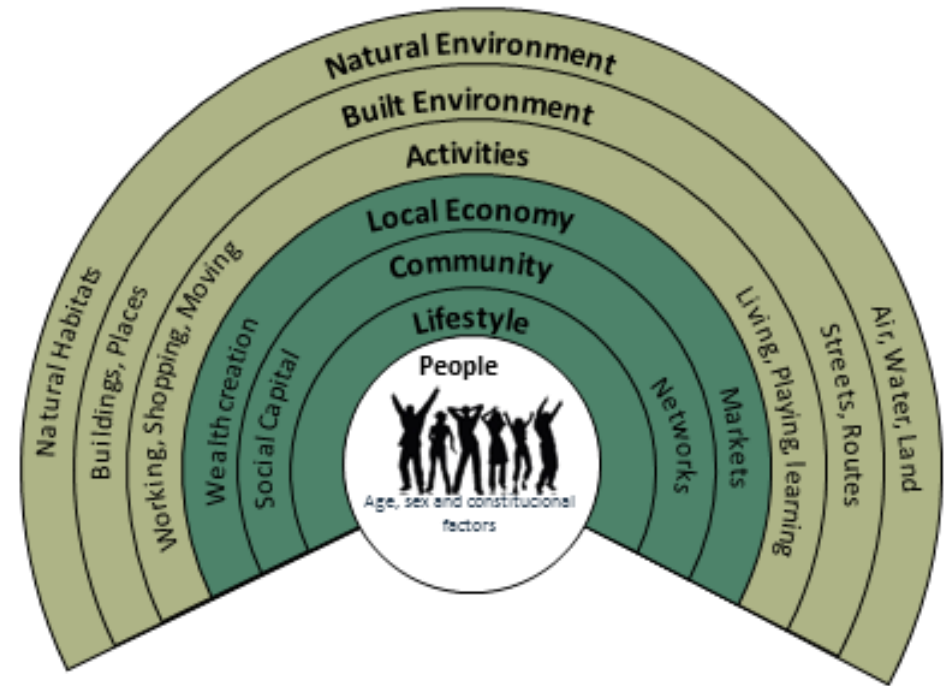 Natural Environment
Built Environment
Activities
Local Economy
Community
Lifestyle
People
Age, sex and constitucional
factors
Natural Habitats
Buildings, Places
Working, Shopping, Moving
Wealth creation
Social Capital
Networks
Markets
Living, Playing, learning
Streets, Routes
Air, Water, Land